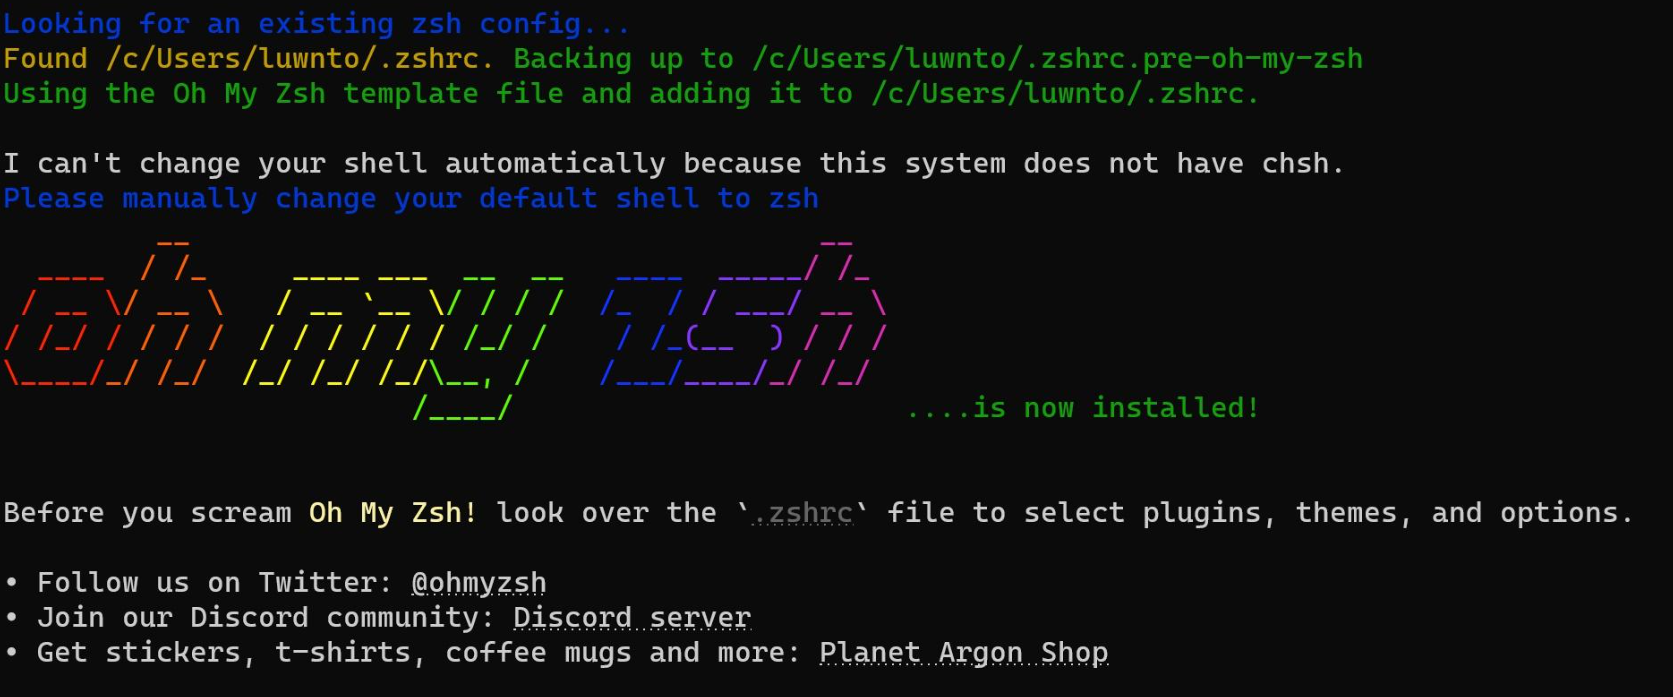 Looking for an existing zsh config...
Found /c/Users/luwnto/.zshrc. Backing up to /c/Users/luwnto/.zshrc.pre-oh-my-zsh
Using the Oh My Zsh template file and adding it to /c/Users/luwnto/.zshrc.
I can't change your shell automatically because this system does not have chsh.
Please manually change your default shell to zsh
oh my zsh
....is now installed!
Before you scream Oh My Zsh! look over the `.zshrc` file to select plugins, themes, and options.
• Follow us on Twitter: @ohmyzsh
• Join our Discord community: Discord server
• Get stickers, t-shirts, coffee mugs and more: Planet Argon Shop